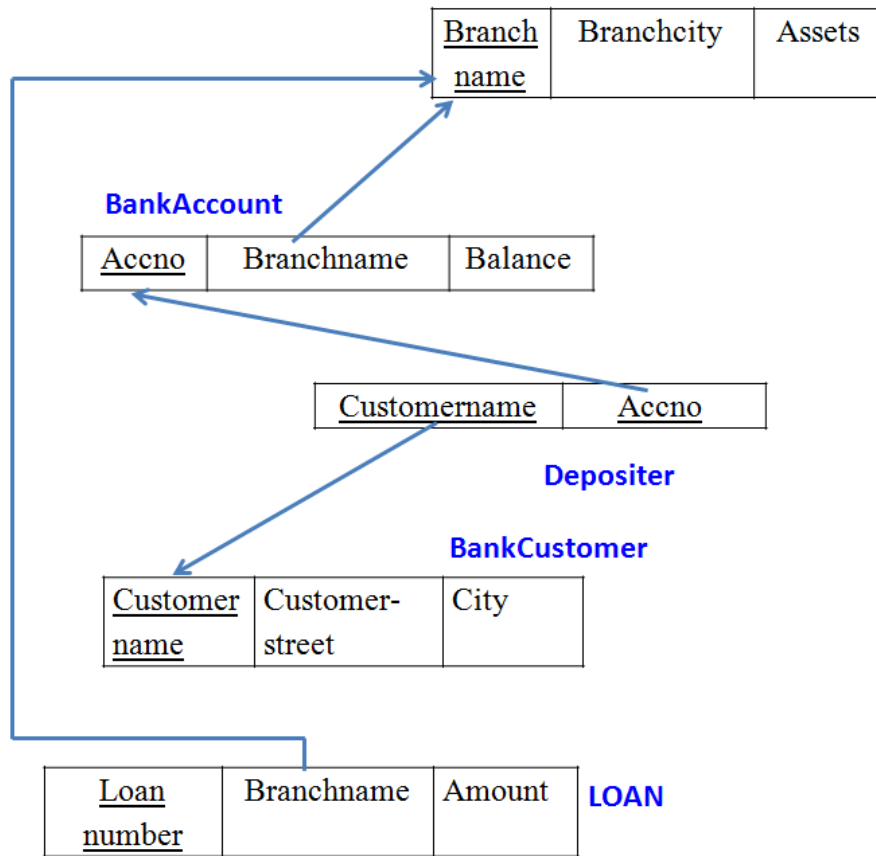 Branch name Branchcity Assets
BankAccount
Accno Branchname Balance
Customername Accno
Depositer
BankCustomer
Customer name Customer-street City
Loan number Branchname Amount LOAN